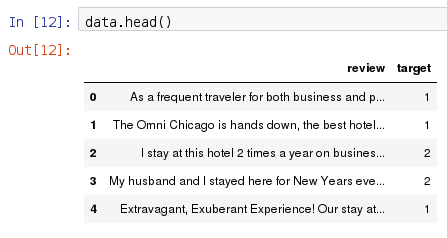 In [12]: data.head()
Out[12]:
review target
0 As a frequent traveler for both business and p... 1
1 The Omni Chicago is hands down, the best hotel... 1
2 I stay at this hotel 2 times a year on busines... 2
3 My husband and I stayed here for New Years eve... 2
4 Extravagant, Exuberant Experience! Our stay at... 1